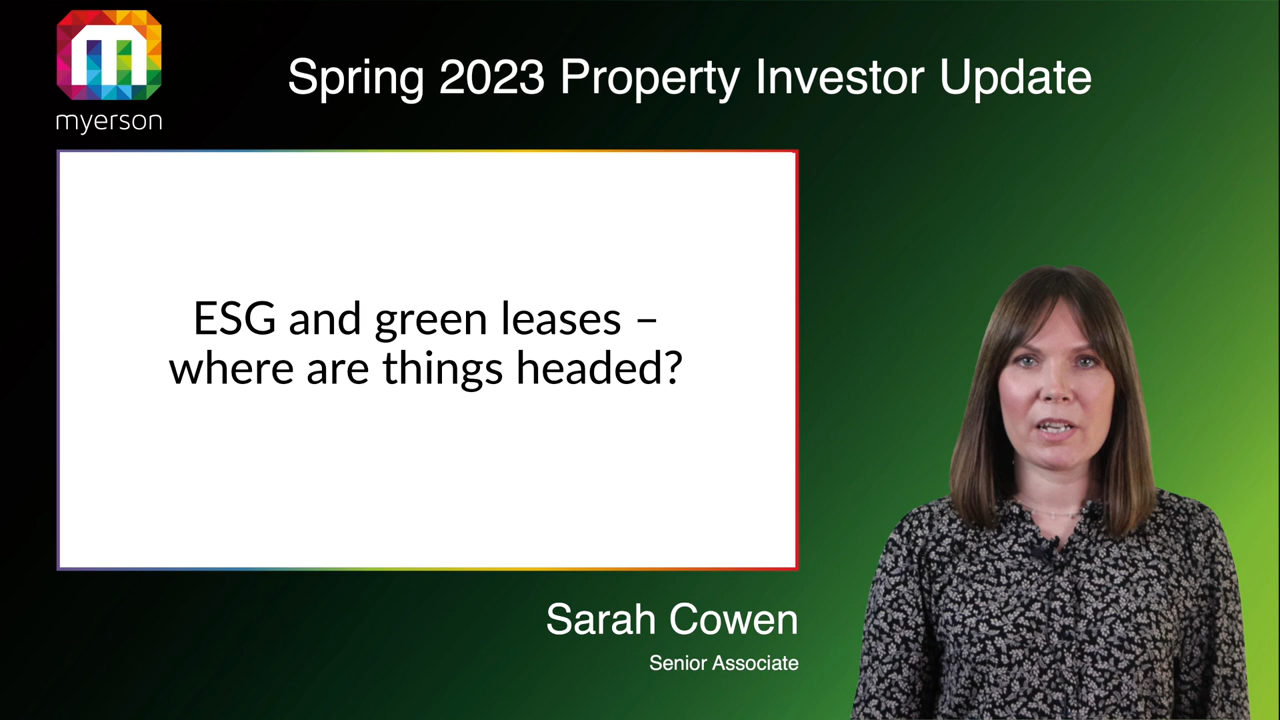 myerson
Spring 2023 Property Investor Update
ESG and green leases –
where are things headed?
Sarah Cowen
Senior Associate